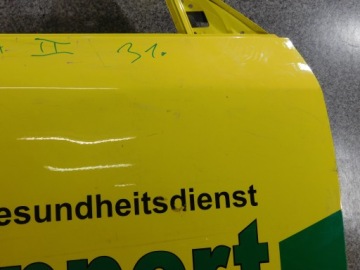 II 31.
esundheitsdienst
port